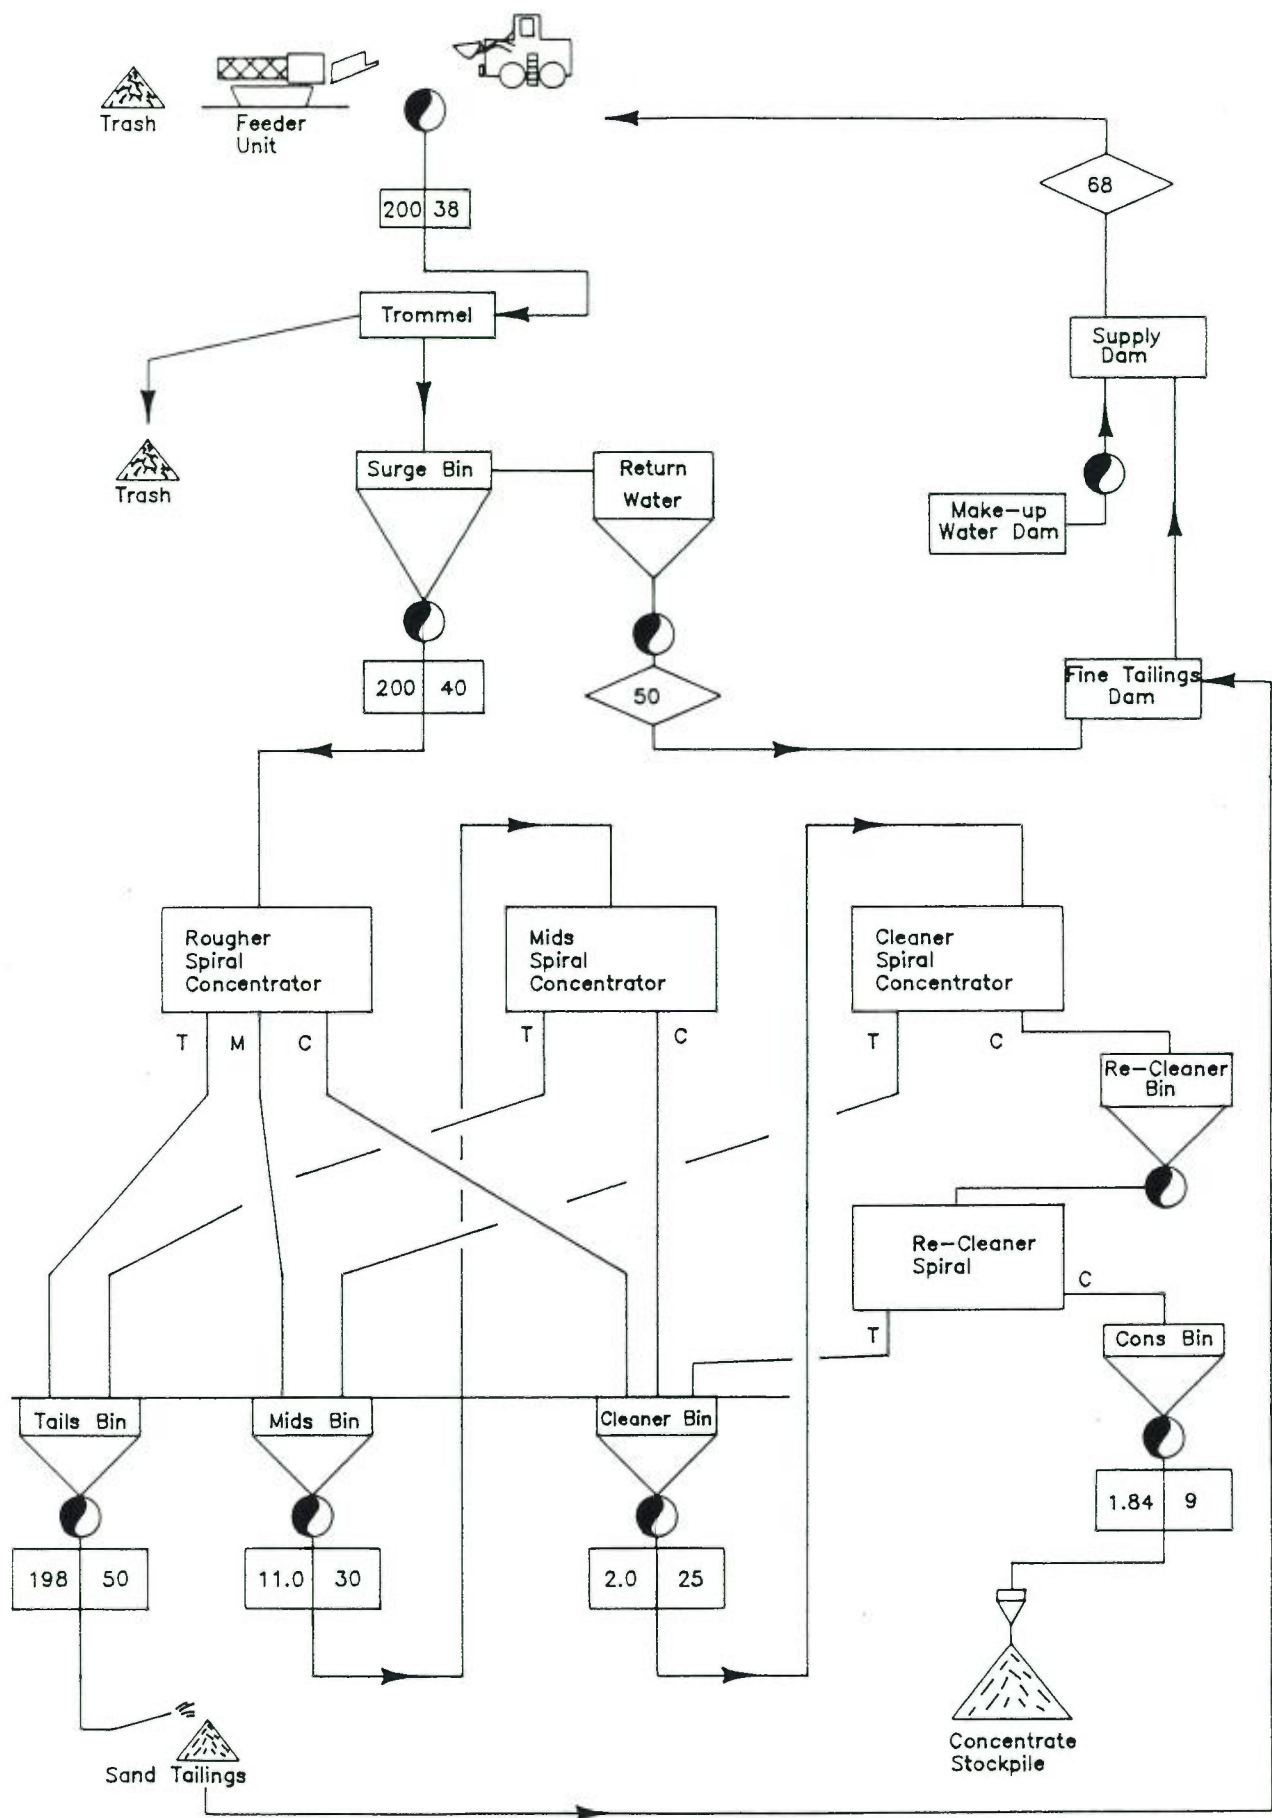 Trash
Feeder
Unit
200 38
68
Trommel
Supply
Dam
Trash
Surge Bin
Return
Water
Make-up
Water Dam
200 40
50
Fine Tailings
Dam
Rougher
Spiral
Concentrator
Mids
Spiral
Concentrator
Cleaner
Spiral
Concentrator
T M C
T C
T C
Re-Cleaner
Bin
Re-Cleaner
Spiral
C
T
Cons Bin
Tails Bin
Mids Bin
Cleaner Bin
1.84 9
198 50
11.0 30
2.0 25
Concentrate
Stockpile
Sand Tailings